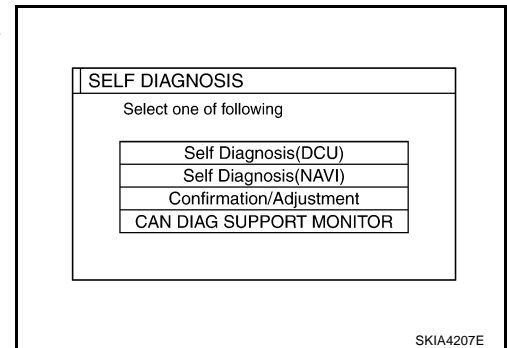 SELF DIAGNOSIS
Select one of following
Self Diagnosis(DCU)
Self Diagnosis(NAVI)
Confirmation/Adjustment
CAN DIAG SUPPORT MONITOR
SKIA4207E